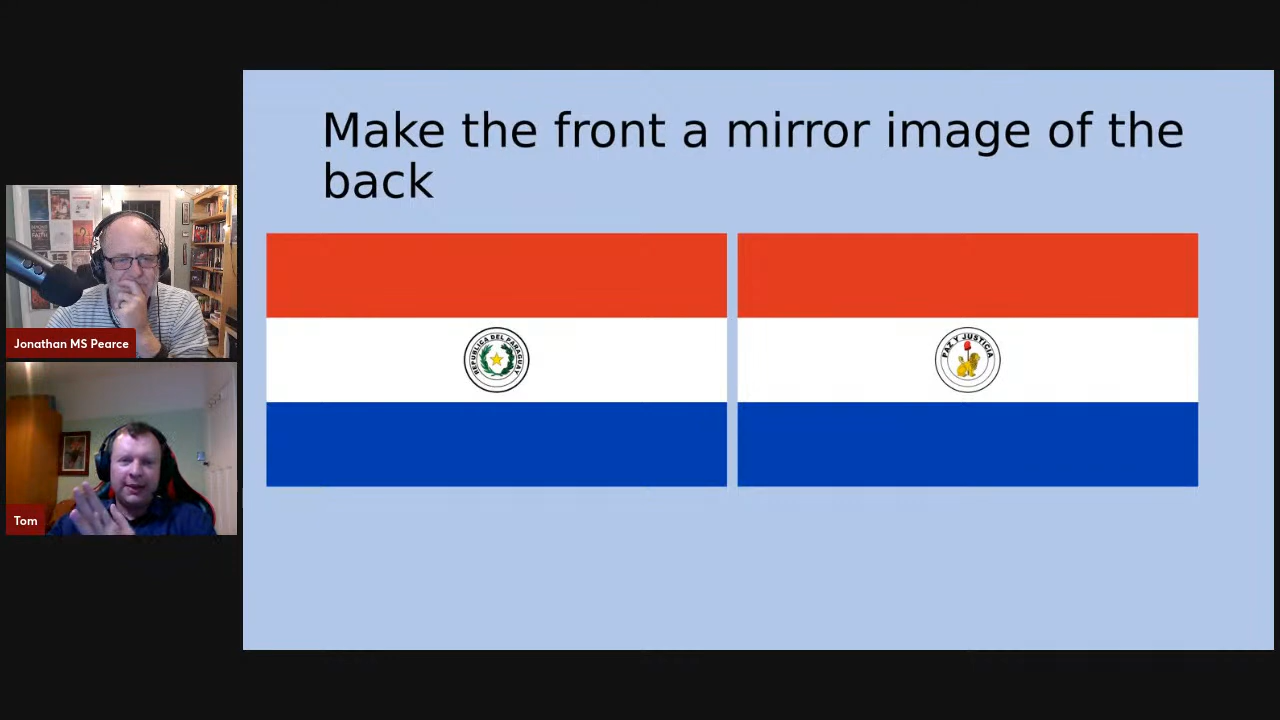 Make the front a mirror image of the
back
REPUBLICA DEL PARAGUAY
PAZ Y JUSTICIA
Jonathan MS Pearce
Tom